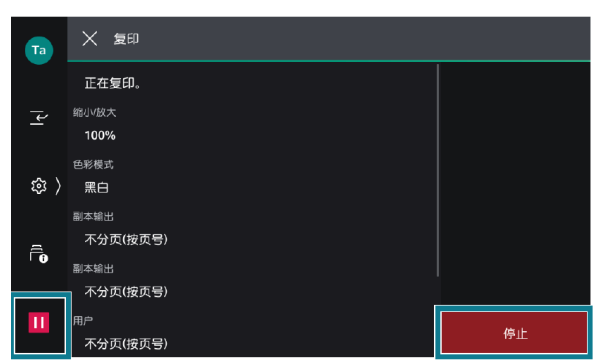 Ta
复印
正在复印。
缩小/放大
100%
色彩模式
黑白
副本输出
不分页(按页号)
副本输出
不分页(按页号)
用户
不分页(按页号)
停止